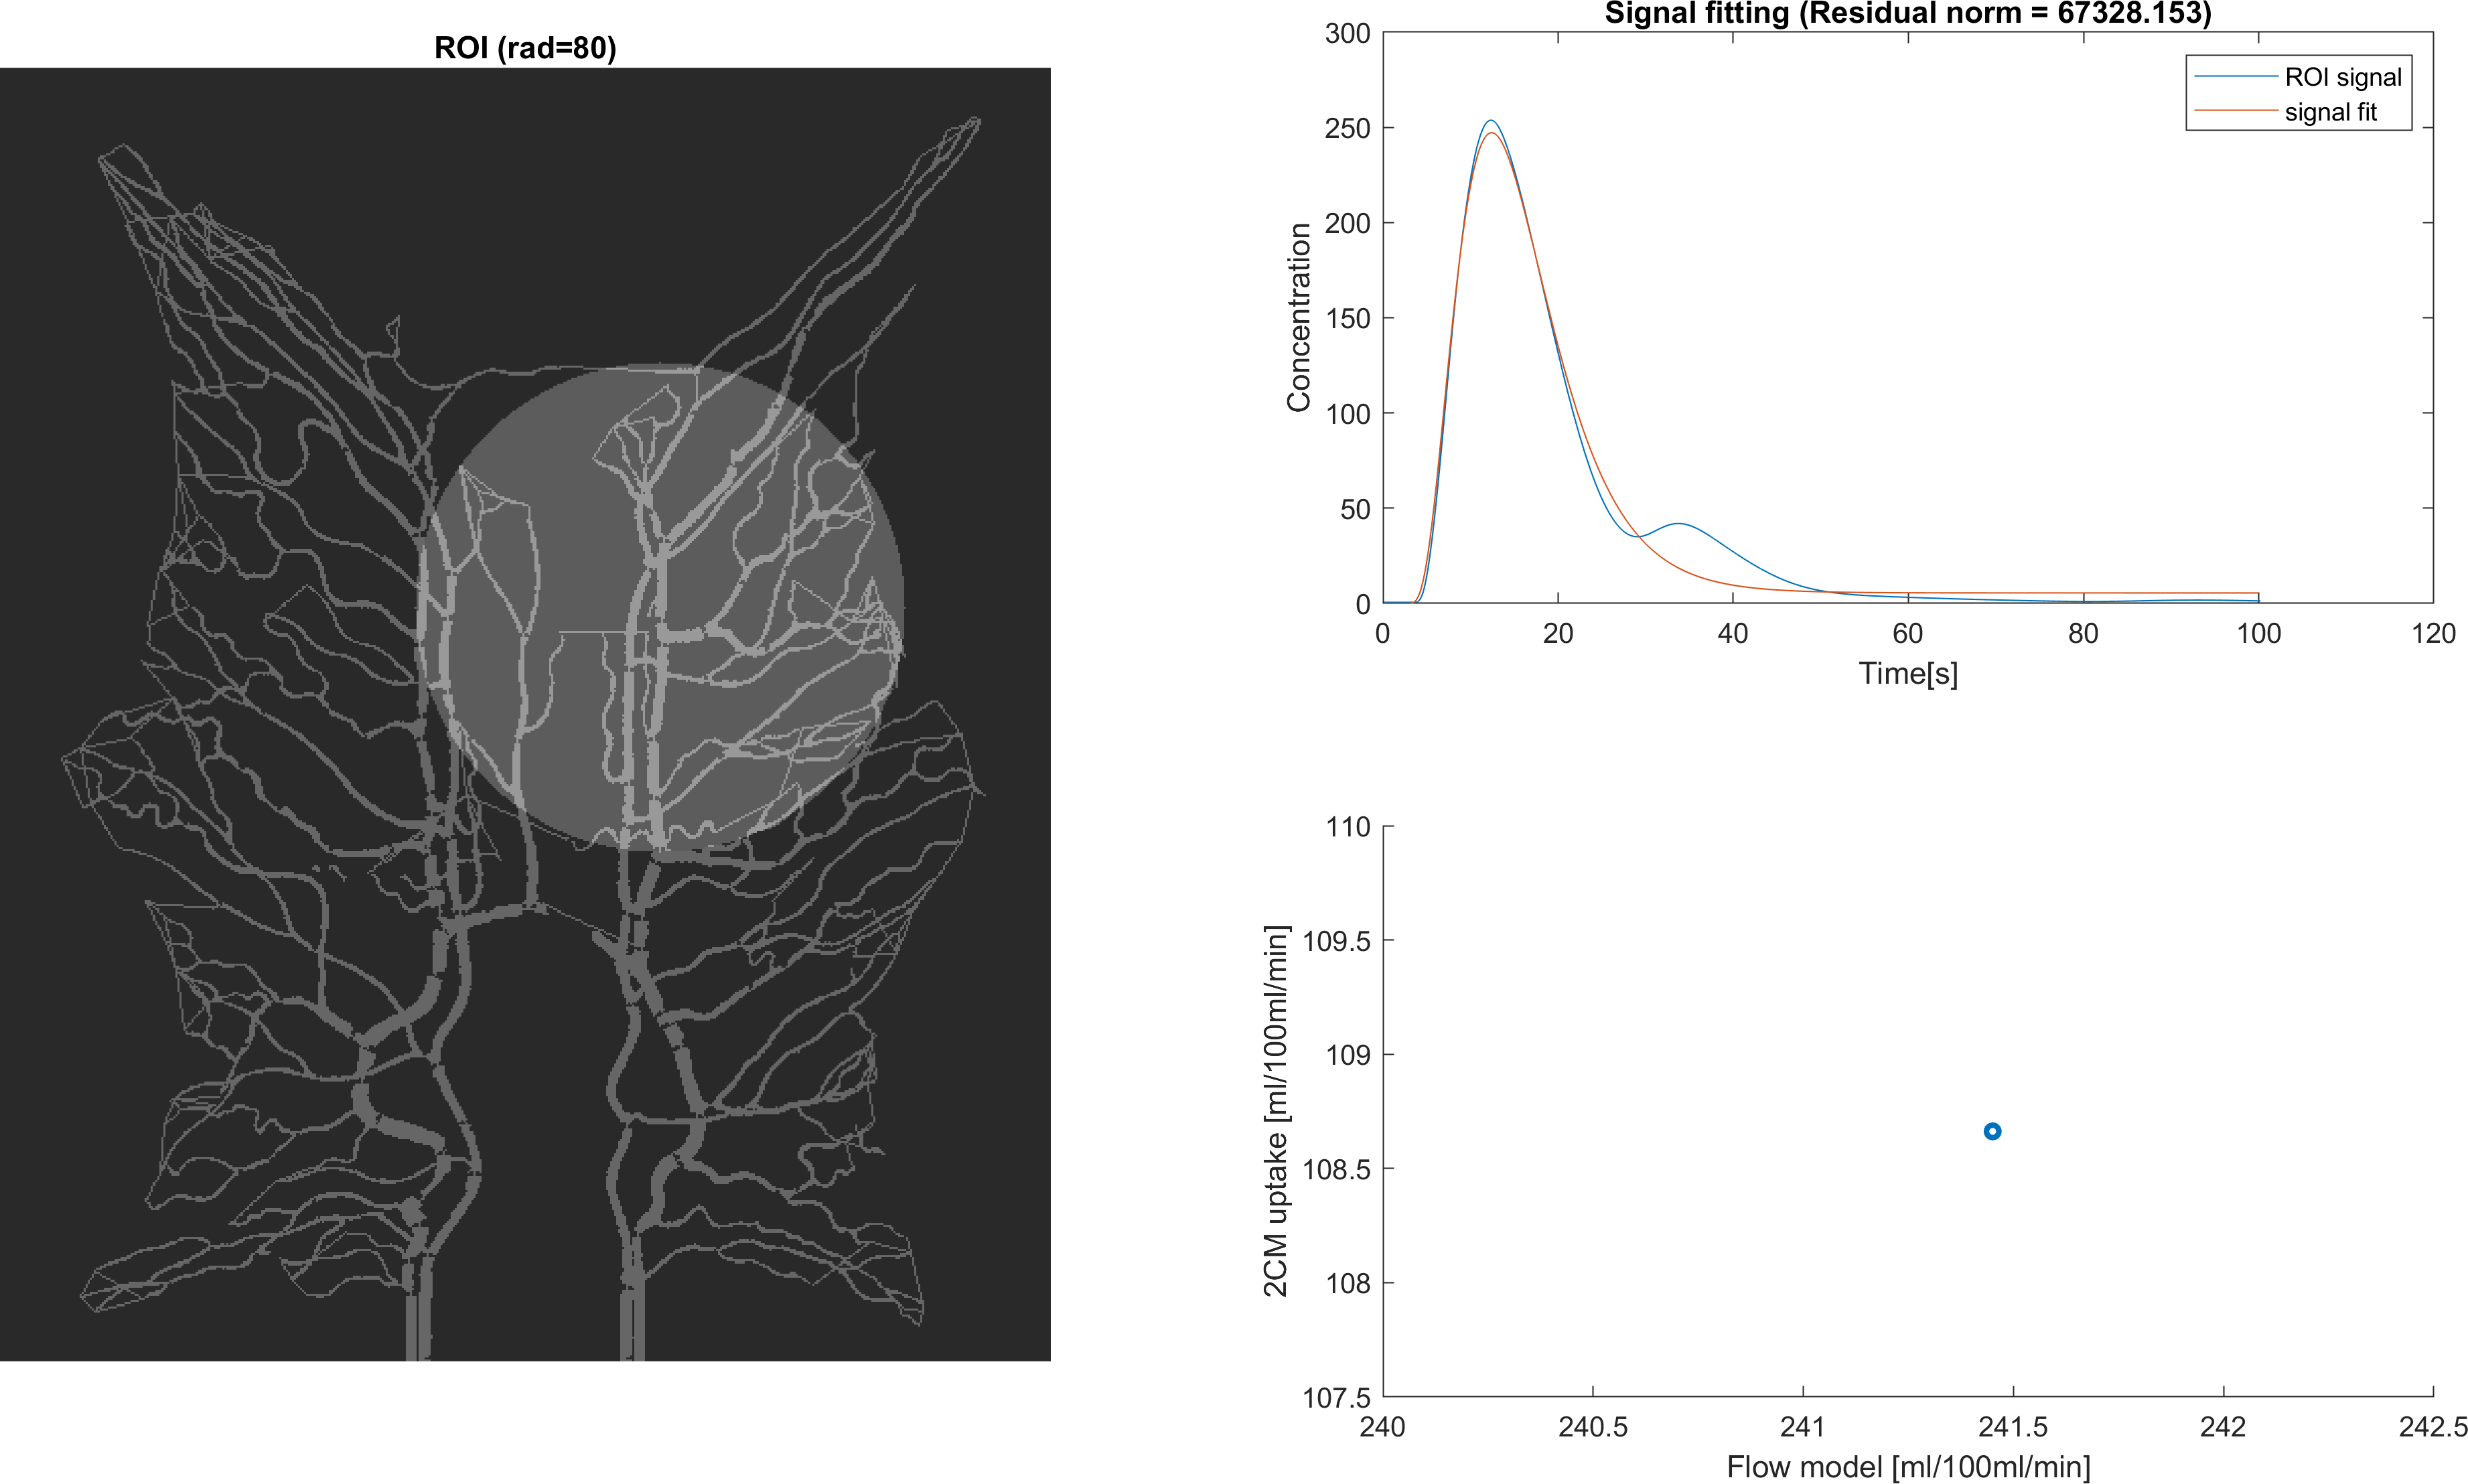 ROI (rad=80)
Signal fitting (Residual norm = 67328.153)
300
250
200
150
100
50
0
Concentration
ROI signal
signal fit
0 20 40 60 80 100 120
Time[s]
110
109.5
109
108.5
108
107.5
2CM uptake [ml/100ml/min]
240 240.5 241 241.5 242 242.5
Flow model [ml/100ml/min]